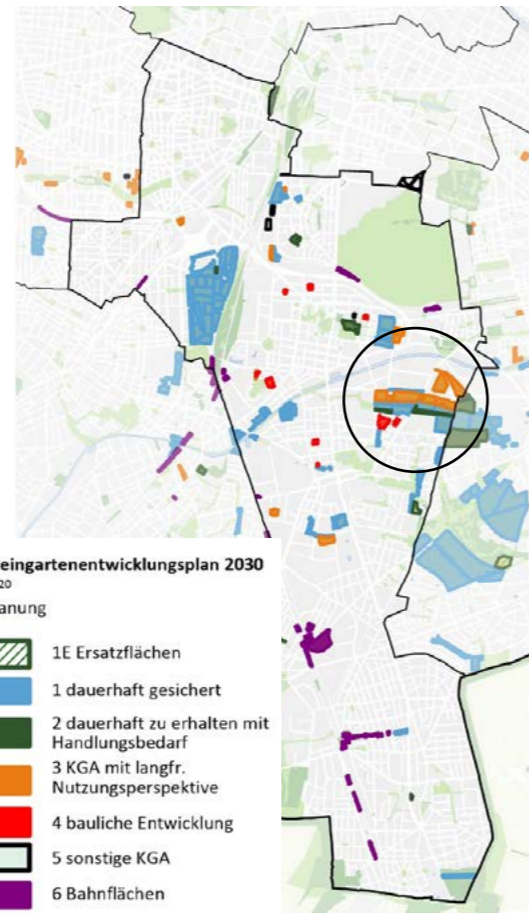 eingartenentwicklungsplan 2030
20
anung
1E Ersatzflächen
1 dauerhaft gesichert
2 dauerhaft zu erhalten mit
Handlungsbedarf
3 KGA mit langfr.
Nutzungsperspektive
4 bauliche Entwicklung
5 sonstige KGA
6 Bahnflächen